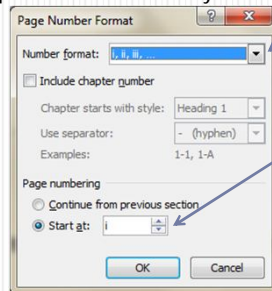 Page Number Format
Number format: i, ii, iii, ...
Include chapter number
Chapter starts with style: Heading 1
Use separator: - (hyphen)
Examples: 1-1, 1-A
Page numbering
Continue from previous section
Start at: i
OK Cancel